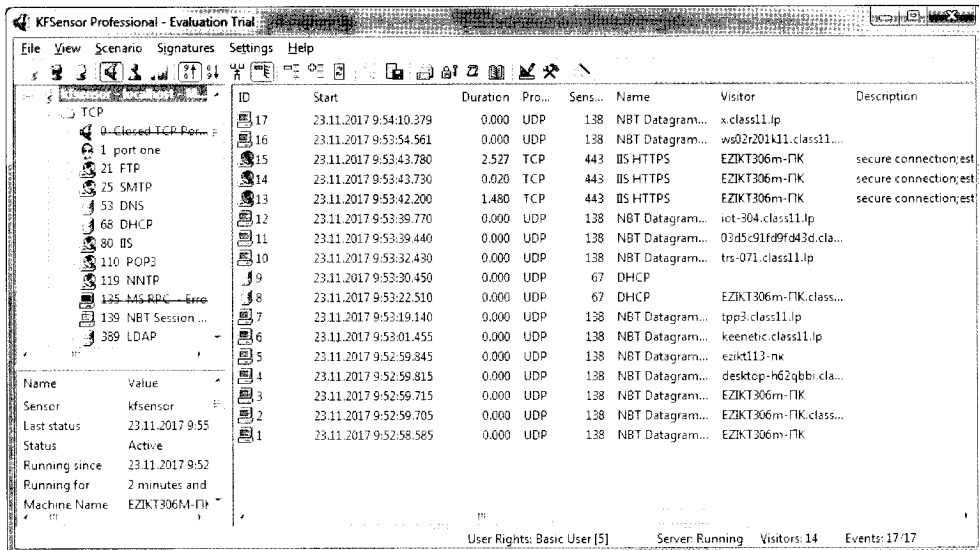 KFSensor Professional - Evaluation Trial
File View Scenario Signatures Settings Help
TCP
0 Closed TCP Por...
1 port one
21 FTP
25 SMTP
53 DNS
68 DHCP
80 IIS
110 POP3
119 NNTP
135 MS RPC - Erro
139 NBT Session ...
389 LDAP
Name Value
Sensor kfsensor
Last status 23.11.2017 9:55
Status Active
Running since 23.11.2017 9:52
Running for 2 minutes and
Machine Name EZIKT306M-ПК
ID Start Duration Pro... Sens... Name Visitor Description
17 23.11.2017 9:54:10.379 0.000 UDP 138 NBT Datagram... x.class11.lp
16 23.11.2017 9:53:54.561 0.000 UDP 138 NBT Datagram... ws02r201k11.class11....
15 23.11.2017 9:53:43.780 2.527 TCP 443 IIS HTTPS EZIKT306m-ПК secure connection;est
14 23.11.2017 9:53:43.730 0.020 TCP 443 IIS HTTPS EZIKT306m-ПК secure connection;est
13 23.11.2017 9:53:42.200 1.480 TCP 443 IIS HTTPS EZIKT306m-ПК secure connection;est
12 23.11.2017 9:53:39.770 0.000 UDP 138 NBT Datagram... iot-304.class11.lp
11 23.11.2017 9:53:39.440 0.000 UDP 138 NBT Datagram... 03d5c91fd9fd43d.cla...
10 23.11.2017 9:53:32.430 0.000 UDP 138 NBT Datagram... trs-071.class11.lp
9 23.11.2017 9:53:30.450 0.000 UDP 67 DHCP
8 23.11.2017 9:53:22.510 0.000 UDP 67 DHCP EZIKT306m-ПК.class...
7 23.11.2017 9:53:19.140 0.000 UDP 138 NBT Datagram... tpp3.class11.lp
6 23.11.2017 9:53:01.455 0.000 UDP 138 NBT Datagram... keenetic.class11.lp
5 23.11.2017 9:52:59.845 0.000 UDP 138 NBT Datagram... ezikt113-пк
4 23.11.2017 9:52:59.815 0.000 UDP 138 NBT Datagram... desktop-h62qbbi.cla...
3 23.11.2017 9:52:59.715 0.000 UDP 138 NBT Datagram... EZIKT306m-ПК
2 23.11.2017 9:52:59.705 0.000 UDP 138 NBT Datagram... EZIKT306m-ПК.class...
1 23.11.2017 9:52:58.585 0.000 UDP 138 NBT Datagram... EZIKT306m-ПК
User Rights: Basic User [5] Server: Running Visitors: 14 Events: 17/17